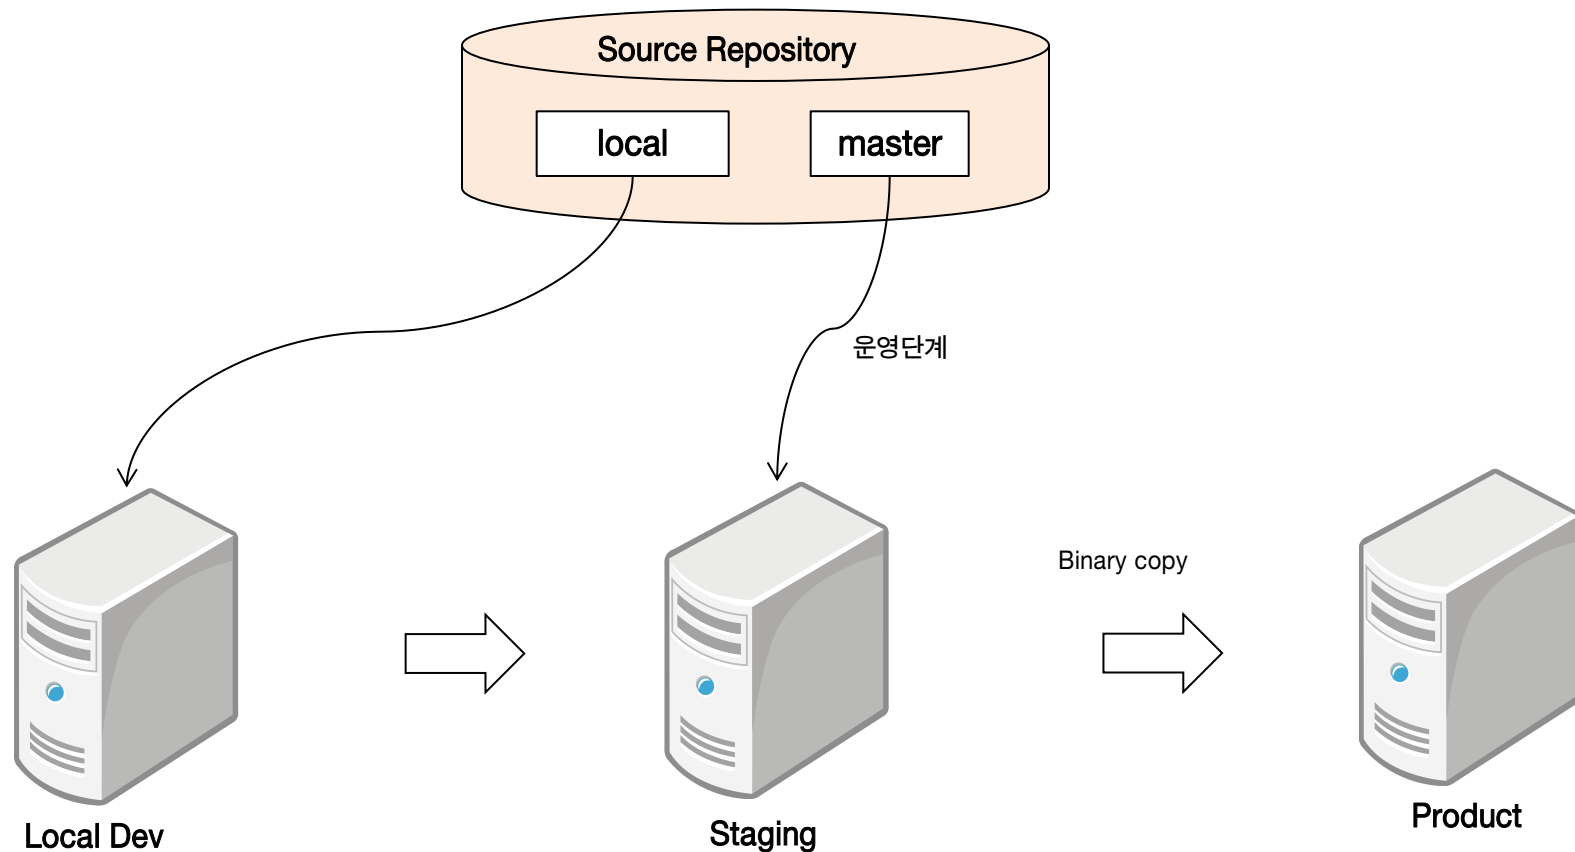 Source Repository
local
master
운영단계
Binary copy
Local Dev
Staging
Product